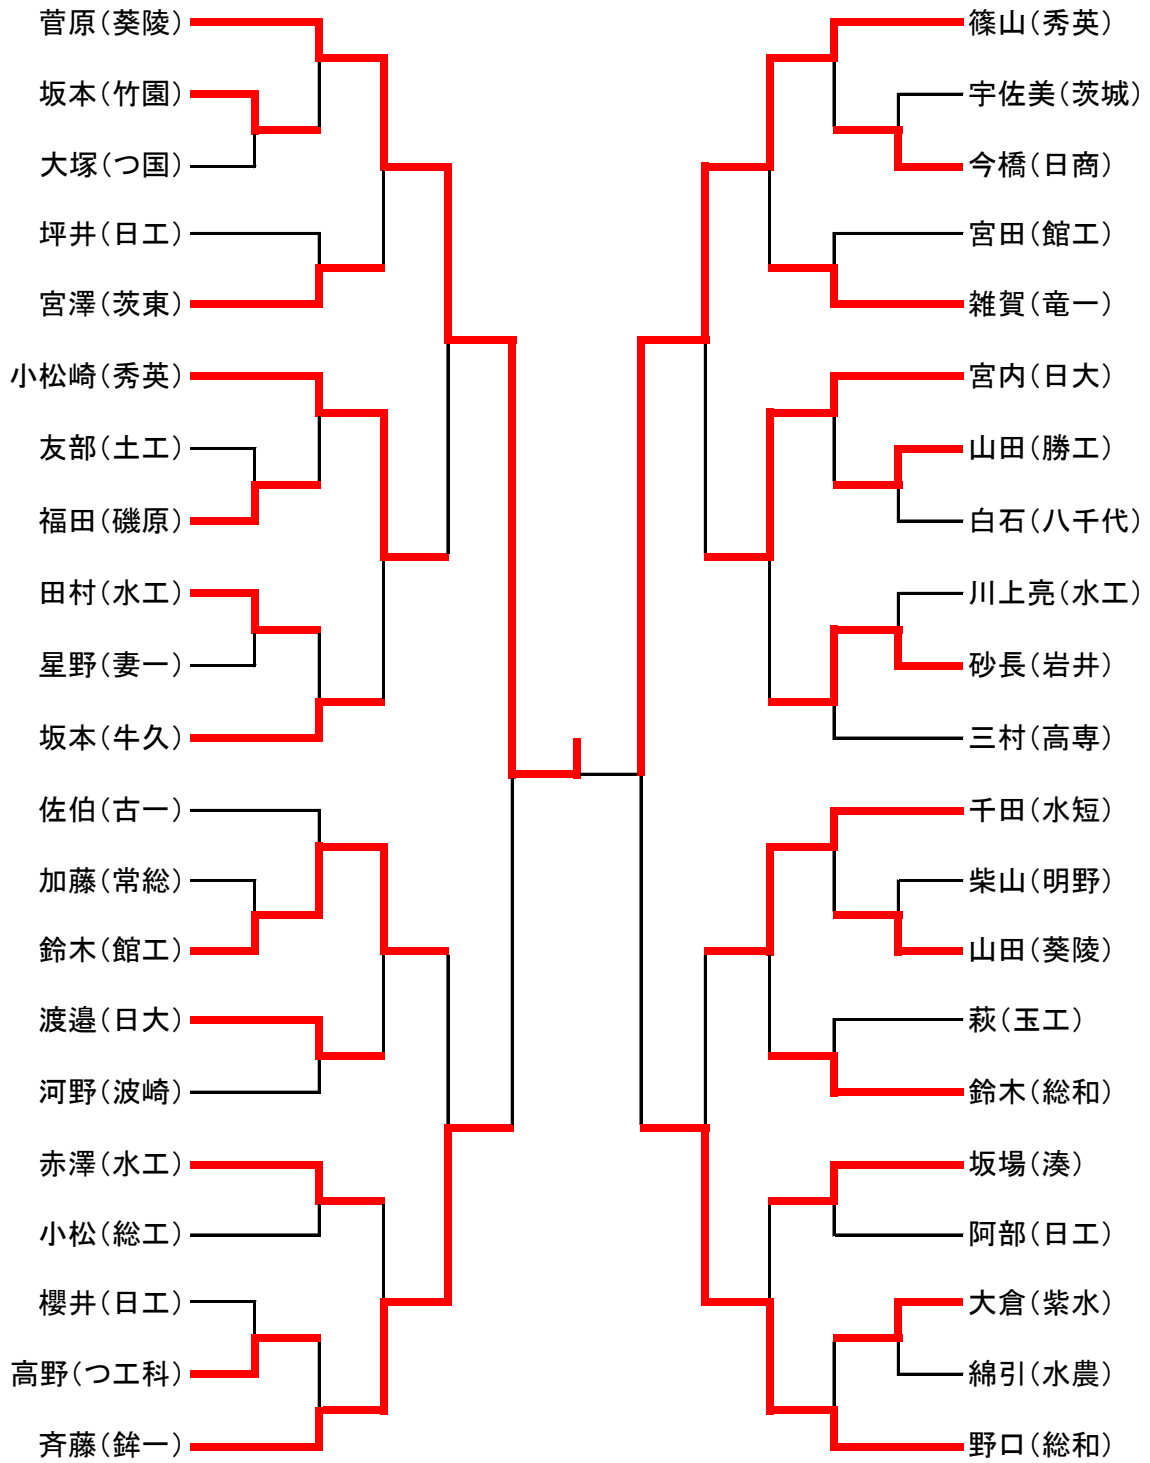 菅原(葵陵)
坂本(竹園)
大塚(つ国)
坪井(日工)
宮澤(茨東)
小松崎(秀英)
友部(土工)
福田(磯原)
田村(水工)
星野(妻一)
坂本(牛久)
佐伯(古一)
加藤(常総)
鈴木(館工)
渡邉(日大)
河野(波崎)
赤澤(水工)
小松(総工)
櫻井(日工)
高野(つ工科)
斉藤(鉾一)
篠山(秀英)
宇佐美(茨城)
今橋(日商)
宮田(館工)
雑賀(竜一)
宮内(日大)
山田(勝工)
白石(八千代)
川上亮(水工)
砂長(岩井)
三村(高専)
千田(水短)
柴山(明野)
山田(葵陵)
萩(玉工)
鈴木(総和)
坂場(湊)
阿部(日工)
大倉(紫水)
綿引(水農)
野口(総和)